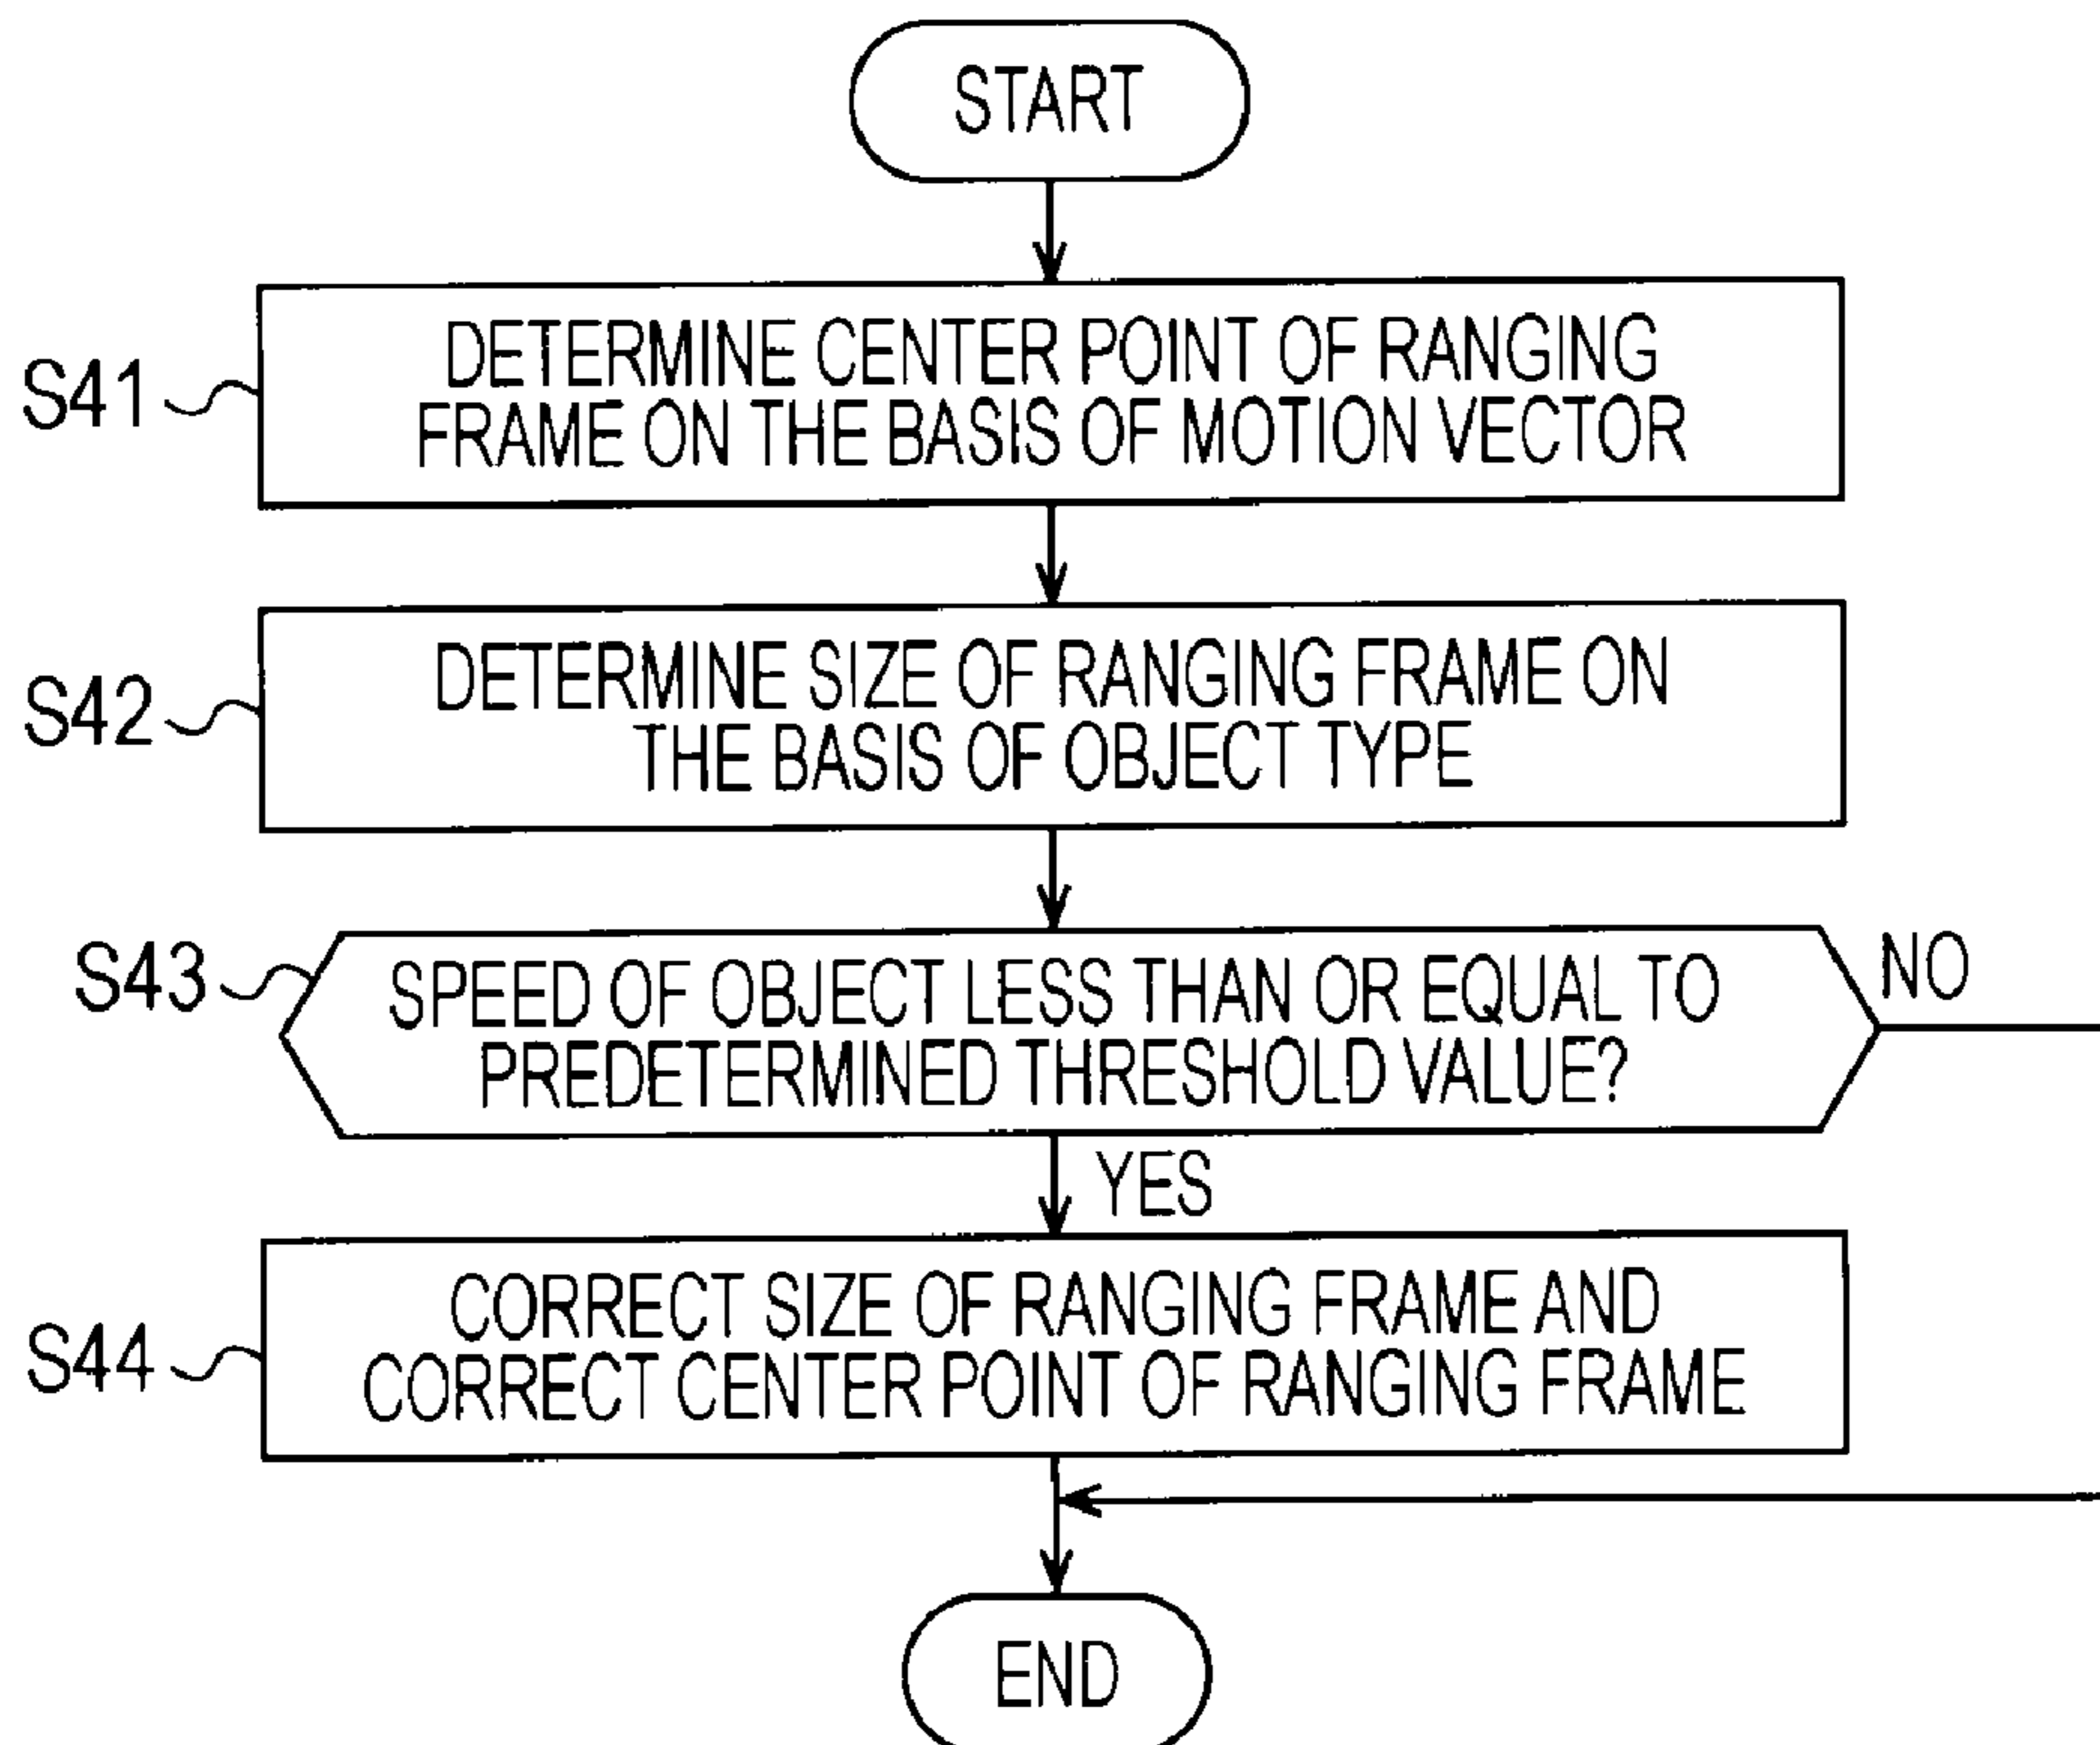 START
S41
DETERMINE CENTER POINT OF RANGING
FRAME ON THE BASIS OF MOTION VECTOR
S42
DETERMINE SIZE OF RANGING FRAME ON
THE BASIS OF OBJECT TYPE
S43
SPEED OF OBJECT LESS THAN OR EQUAL TO
PREDETERMINED THRESHOLD VALUE?
NO
YES
S44
CORRECT SIZE OF RANGING FRAME AND
CORRECT CENTER POINT OF RANGING FRAME
END